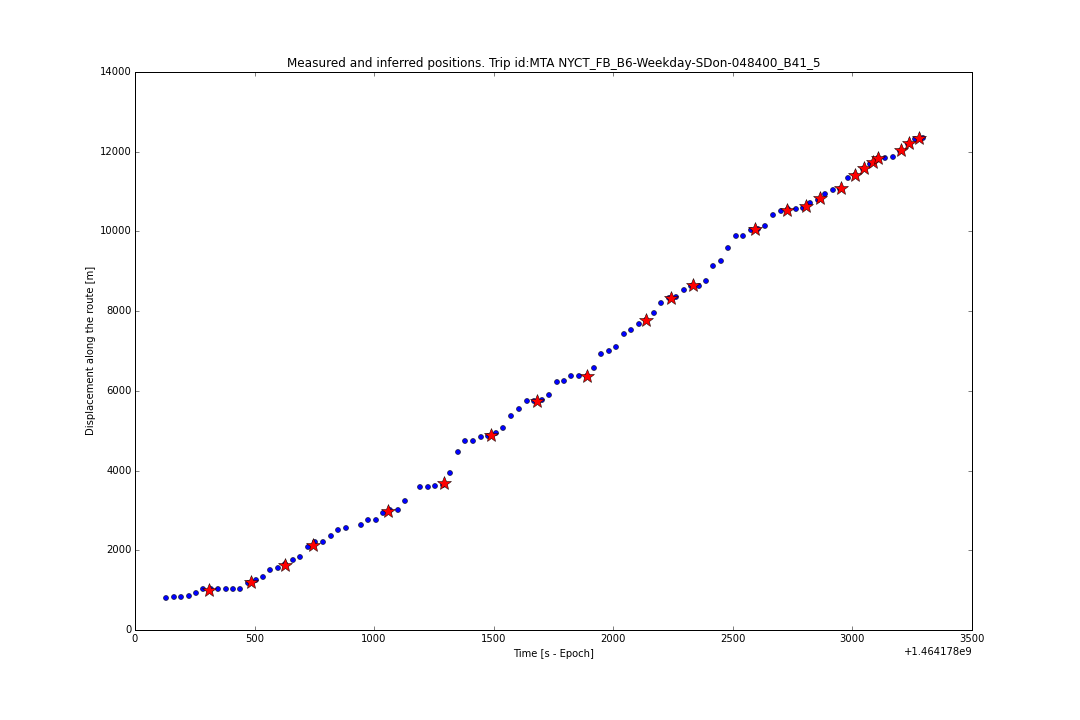 Measured and inferred positions. Trip id:MTA NYCT_FB_B6-Weekday-SDon-048400_B41_5
14000
12000
10000
8000
6000
4000
2000
0
Displacement along the route [m]
0 500 1000 1500 2000 2500 3000 3500
Time [s - Epoch]
+1.464178e9